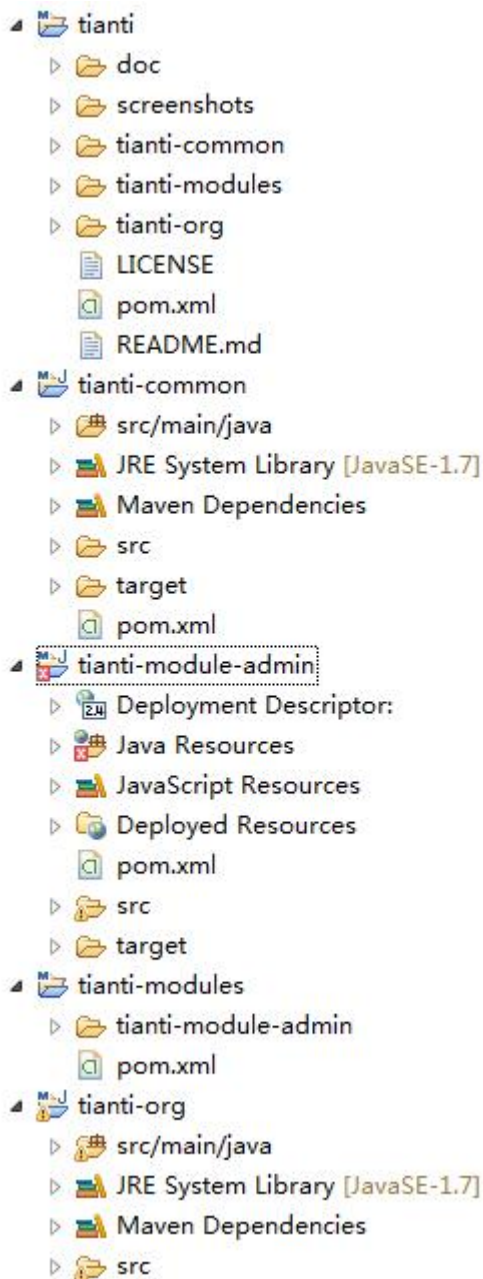 tianti
doc
screenshots
tianti-common
tianti-modules
tianti-org
LICENSE
pom.xml
README.md
tianti-common
src/main/java
JRE System Library [JavaSE-1.7]
Maven Dependencies
src
target
pom.xml
tianti-module-admin
Deployment Descriptor:
Java Resources
JavaScript Resources
Deployed Resources
pom.xml
src
target
tianti-modules
tianti-module-admin
pom.xml
tianti-org
src/main/java
JRE System Library [JavaSE-1.7]
Maven Dependencies
src